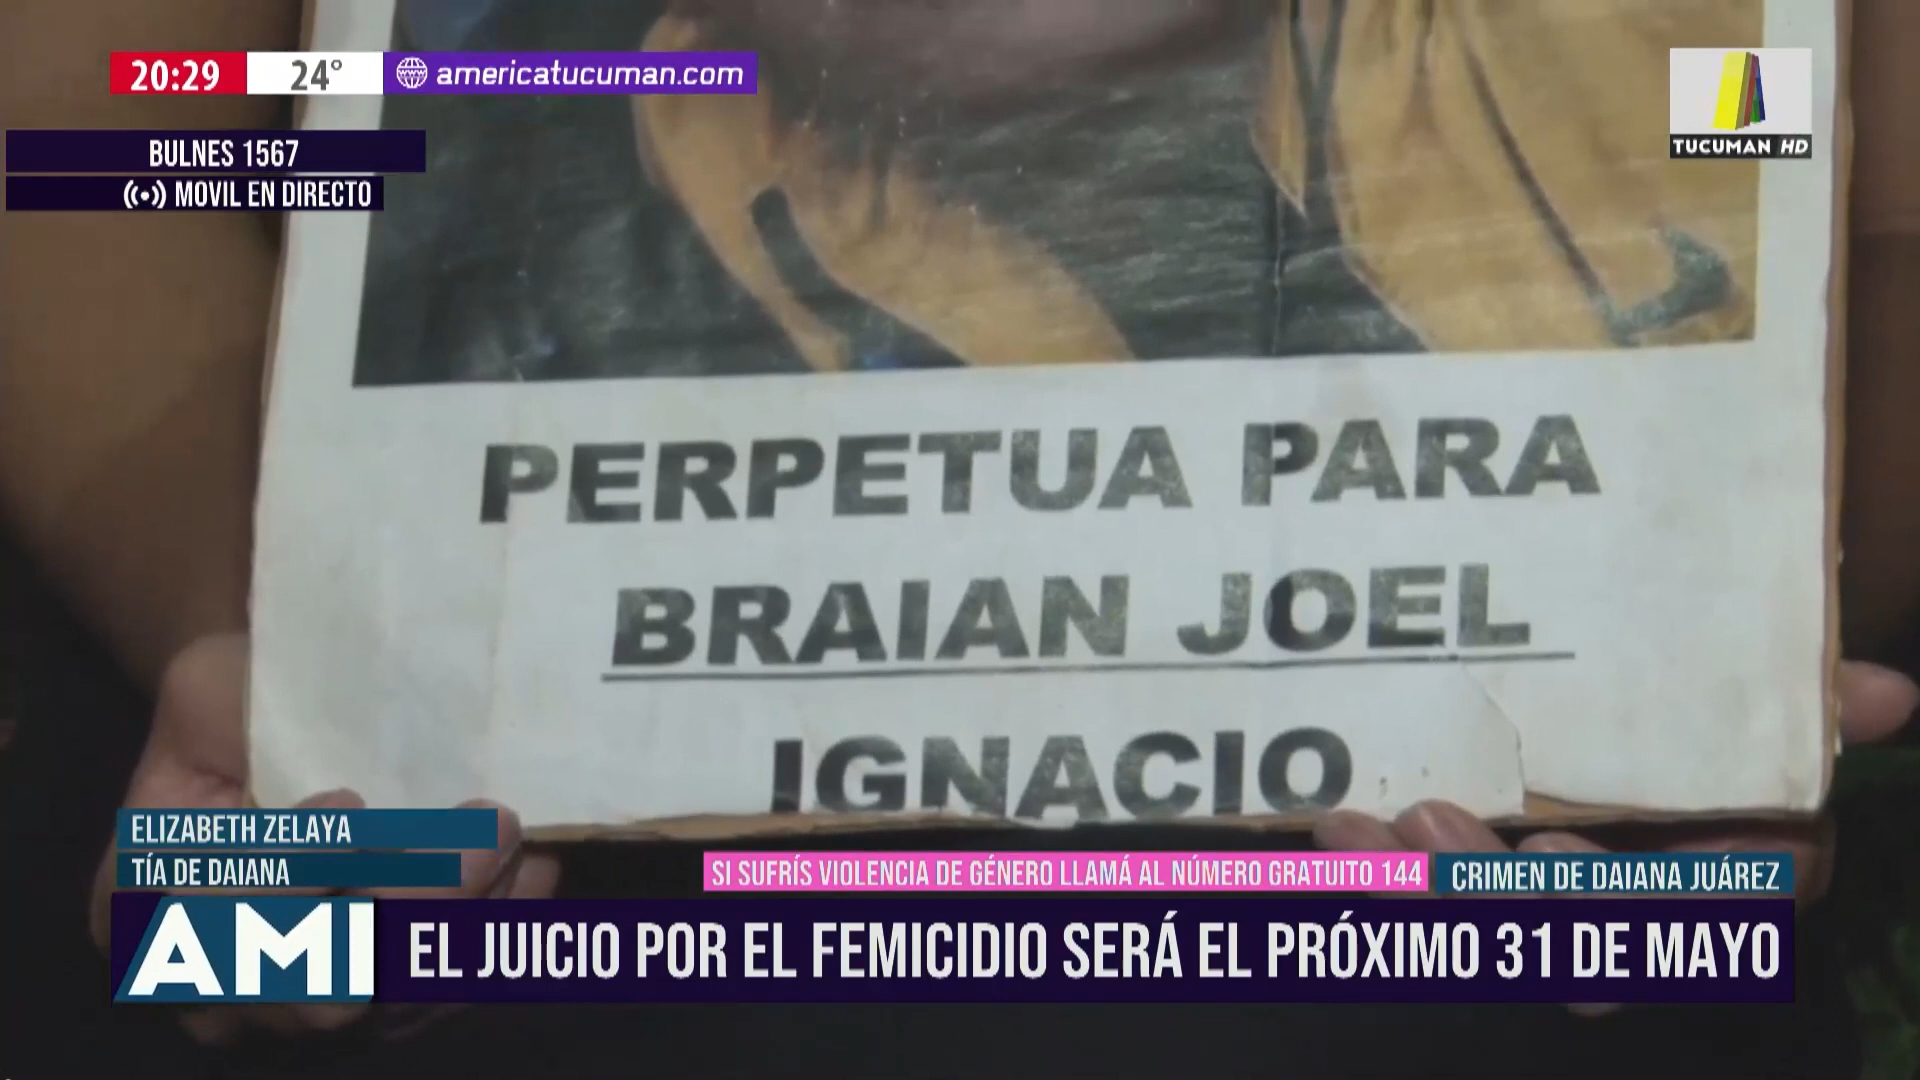 20:29 24° americatucuman.com
TUCUMAN HD
BULNES 1567
MOVIL EN DIRECTO
PERPETUA PARA
BRAIAN JOEL
IGNACIO
ELIZABETH ZELAYA
TÍA DE DAIANA
SI SUFRÍS VIOLENCIA DE GÉNERO LLAMÁ AL NÚMERO GRATUITO 144
CRIMEN DE DAIANA JUÁREZ
AMI
EL JUICIO POR EL FEMICIDIO SERÁ EL PRÓXIMO 31 DE MAYO